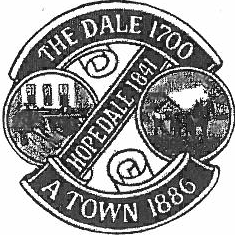 THE DALE 1700
HOPEDALE 1841
A TOWN 1886